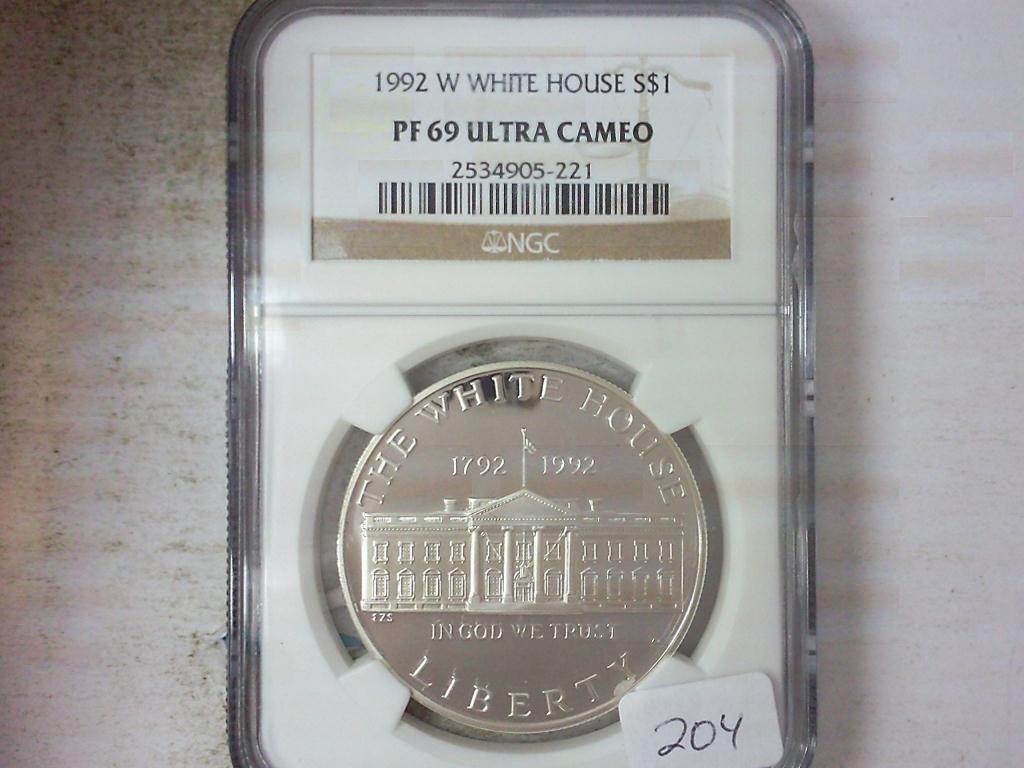 1992 W WHITE HOUSE S$1
PF 69 ULTRA CAMEO
2534905-221
NGC
THE WHITE HOUSE
1792 1992
EZS
IN GOD WE TRUST
LIBERTY
204